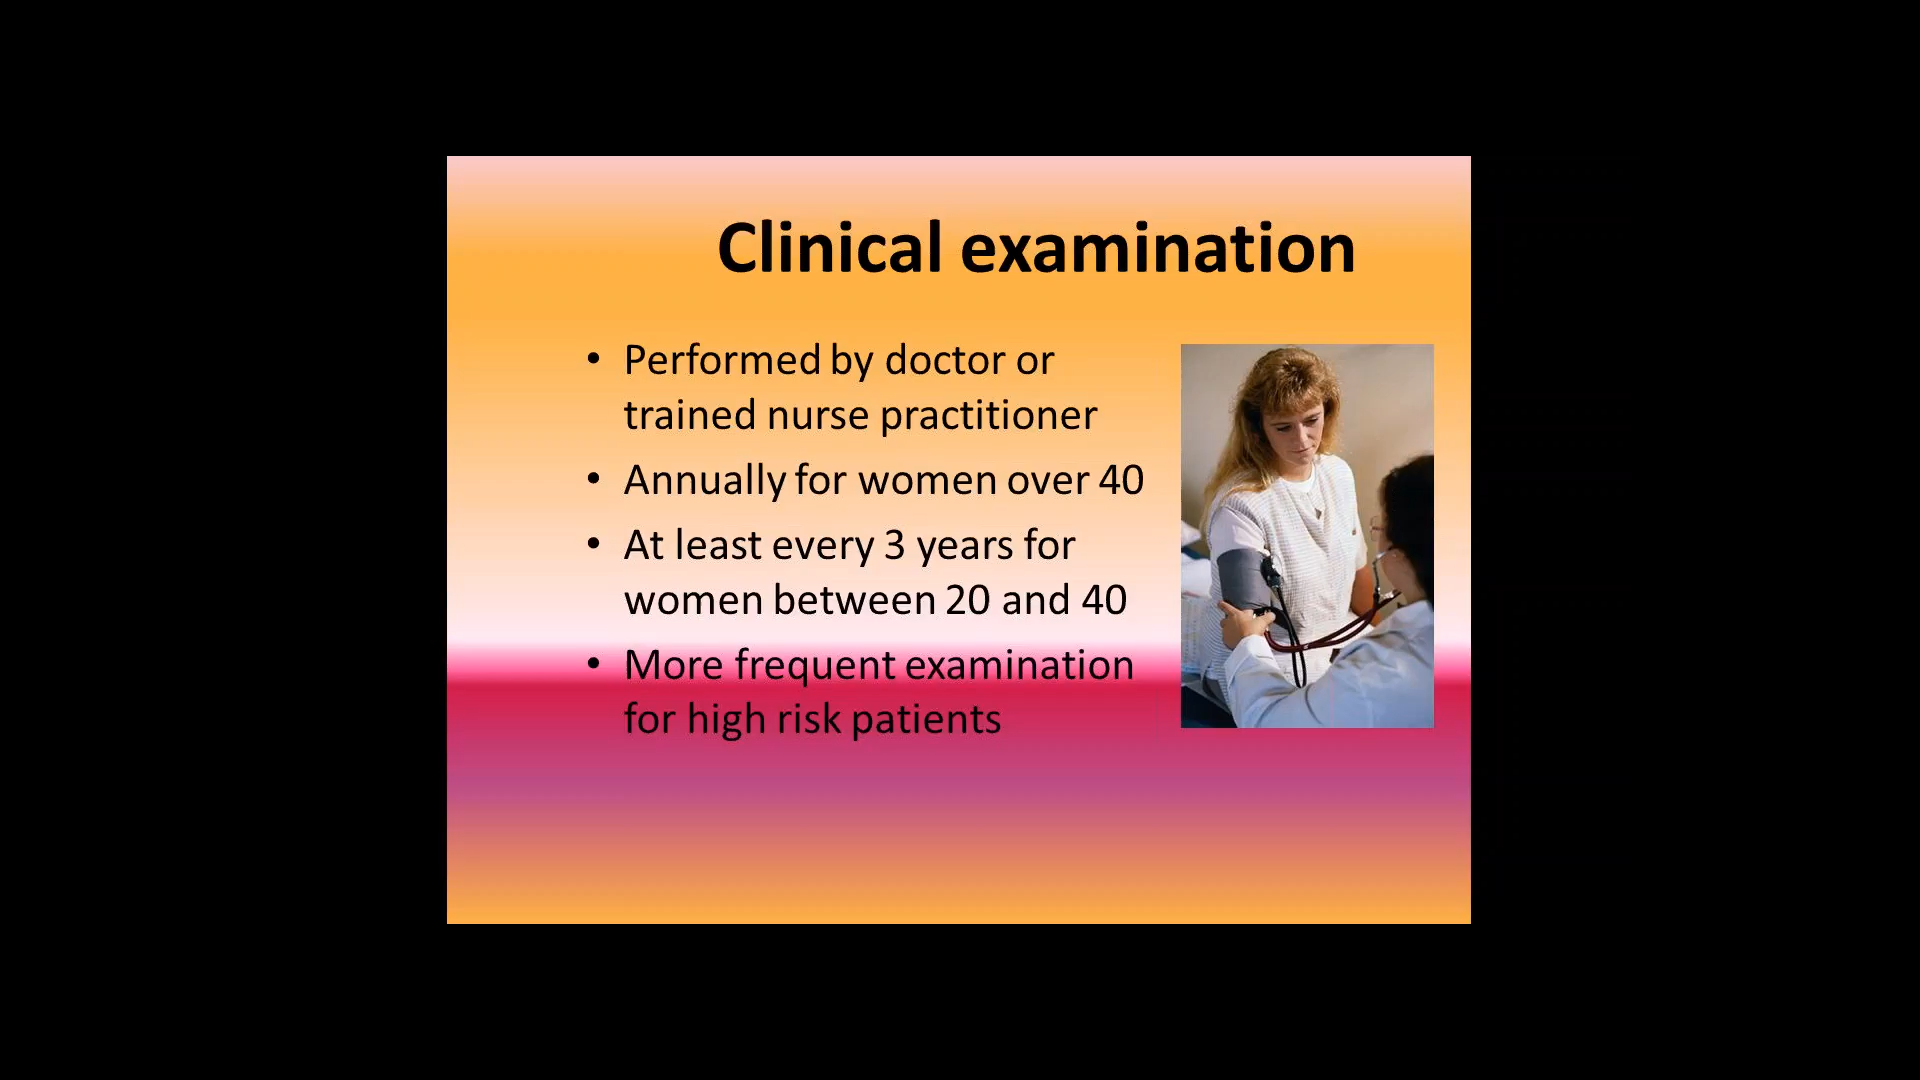 Clinical examination
• Performed by doctor or
trained nurse practitioner
• Annually for women over 40
• At least every 3 years for
women between 20 and 40
• More frequent examination
for high risk patients